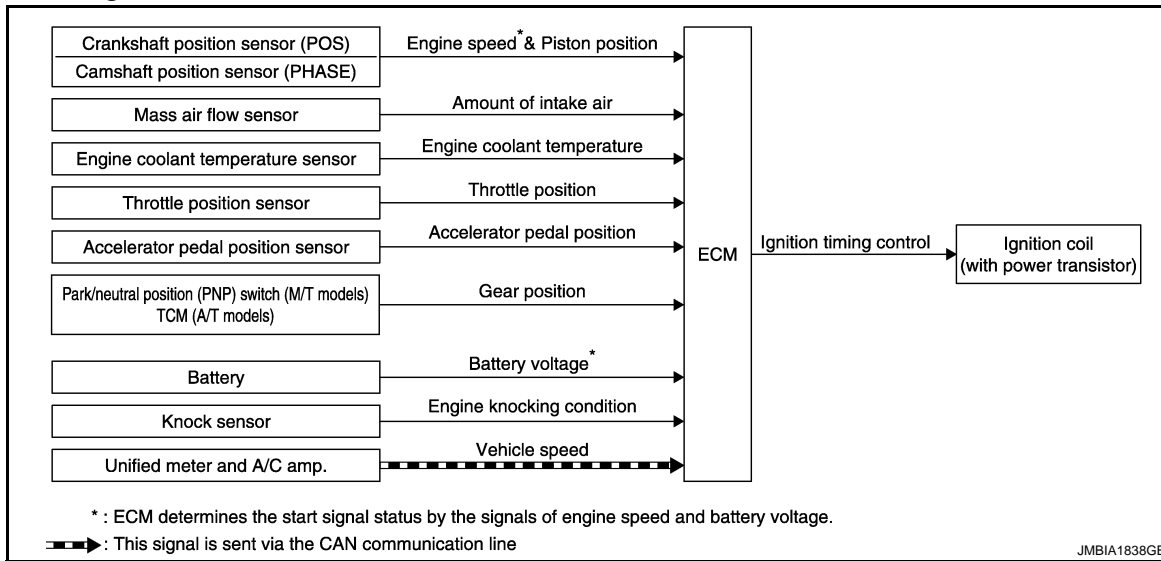 Crankshaft position sensor (POS)
Camshaft position sensor (PHASE)
Engine speed* & Piston position
Mass air flow sensor
Amount of intake air
Engine coolant temperature sensor
Engine coolant temperature
Throttle position sensor
Throttle position
Accelerator pedal position sensor
Accelerator pedal position
ECM
Ignition timing control
Ignition coil
(with power transistor)
Park/neutral position (PNP) switch (M/T models)
TCM (A/T models)
Gear position
Battery
Battery voltage*
Knock sensor
Engine knocking condition
Unified meter and A/C amp.
Vehicle speed
* : ECM determines the start signal status by the signals of engine speed and battery voltage.
: This signal is sent via the CAN communication line
JMBIA1838GB